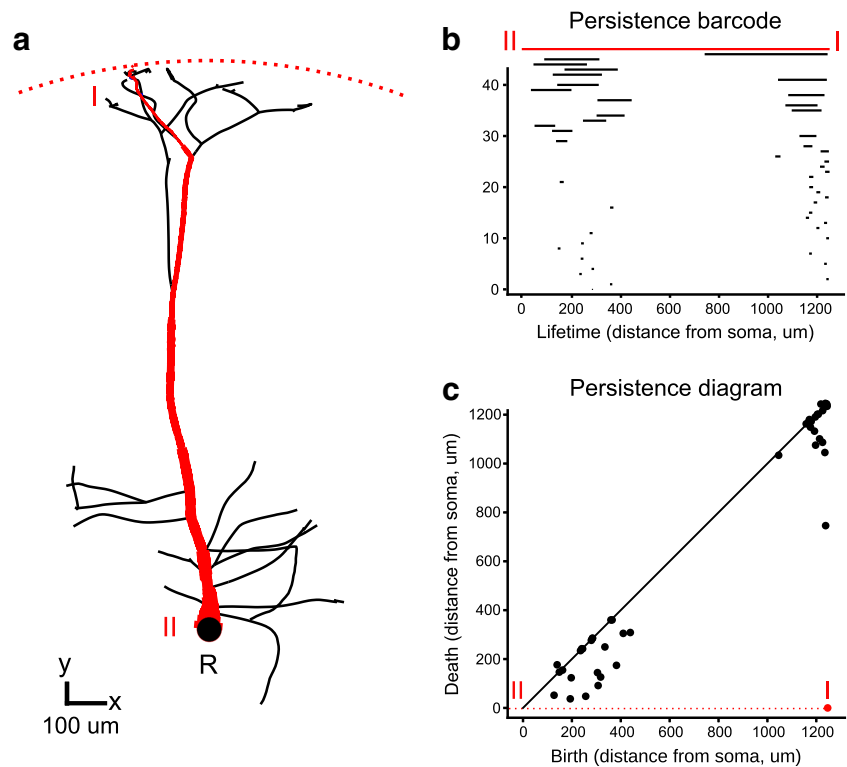 a
I
II
R
y
x
100 um
b
Persistence barcode
II
I
40
30
20
10
0
0 200 400 600 800 1000 1200
Lifetime (distance from soma, um)
c
Persistence diagram
Death (distance from soma, um)
1200
1000
800
600
400
200
0
II
I
0 200 400 600 800 1000 1200
Birth (distance from soma, um)